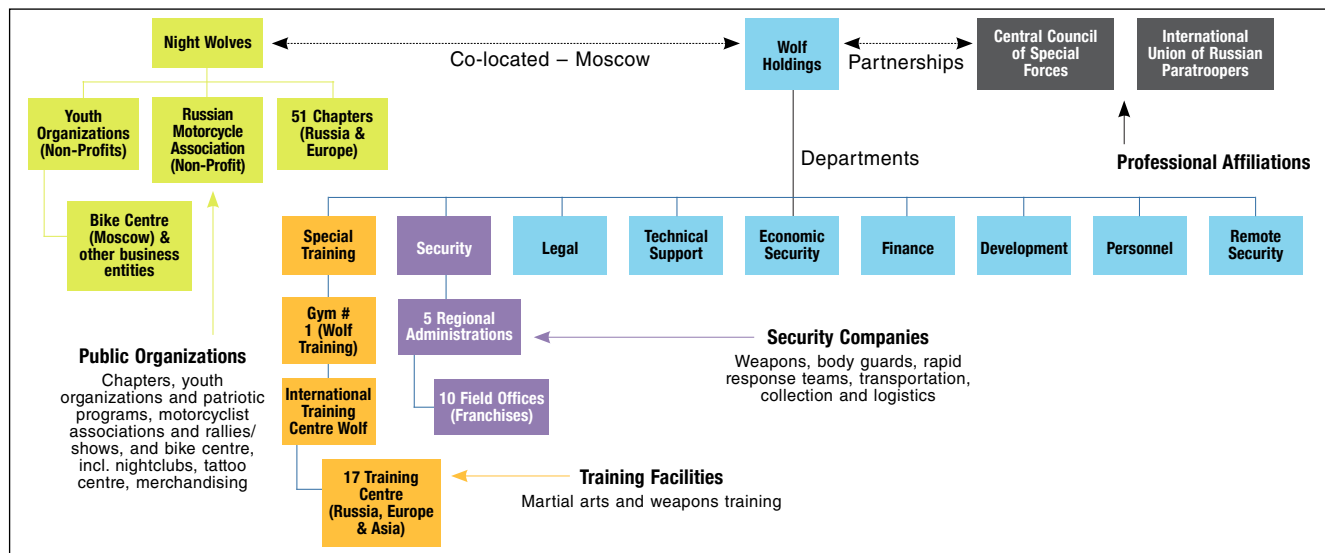 Night Wolves
Co-located – Moscow
Wolf
Holdings
Partnerships
Central Council
of Special
Forces
International
Union of Russian
Paratroopers
Professional Affiliations
Youth
Organizations
(Non-Profits)
Russian
Motorcycle
Association
(Non-Profit)
51 Chapters
(Russia &
Europe)
Bike Centre
(Moscow) &
other business
entities
Public Organizations
Chapters, youth
organizations and patriotic
programs, motorcyclist
associations and rallies/
shows, and bike centre,
incl. nightclubs, tattoo
centre, merchandising
Departments
Special
Training
Security
Legal
Technical
Support
Economic
Security
Finance
Development
Personnel
Remote
Security
Gym #
1 (Wolf
Training)
International
Training
Centre Wolf
17 Training
Centre
(Russia, Europe
& Asia)
5 Regional
Administrations
10 Field Offices
(Franchises)
Security Companies
Weapons, body guards, rapid
response teams, transportation,
collection and logistics
Training Facilities
Martial arts and weapons training